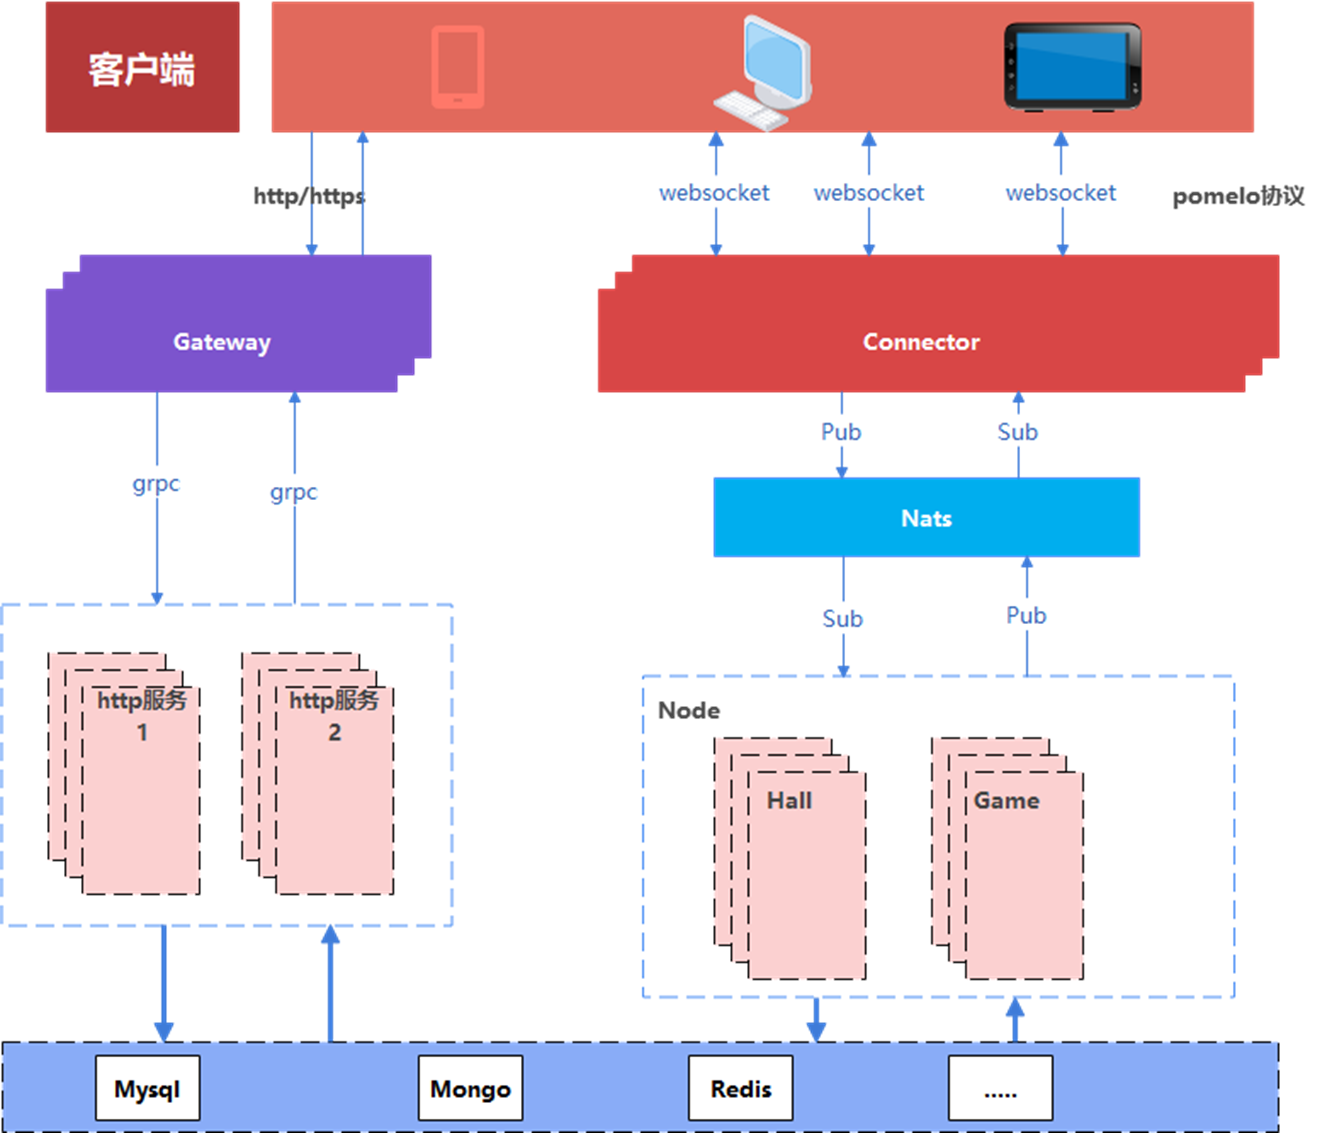 客户端
http/https
websocket
websocket
websocket
pomelo协议
Gateway
Connector
Pub
Sub
grpc
grpc
Nats
Sub
Pub
http服务
1
http服务
2
Node
Hall
Game
Mysql
Mongo
Redis
.....